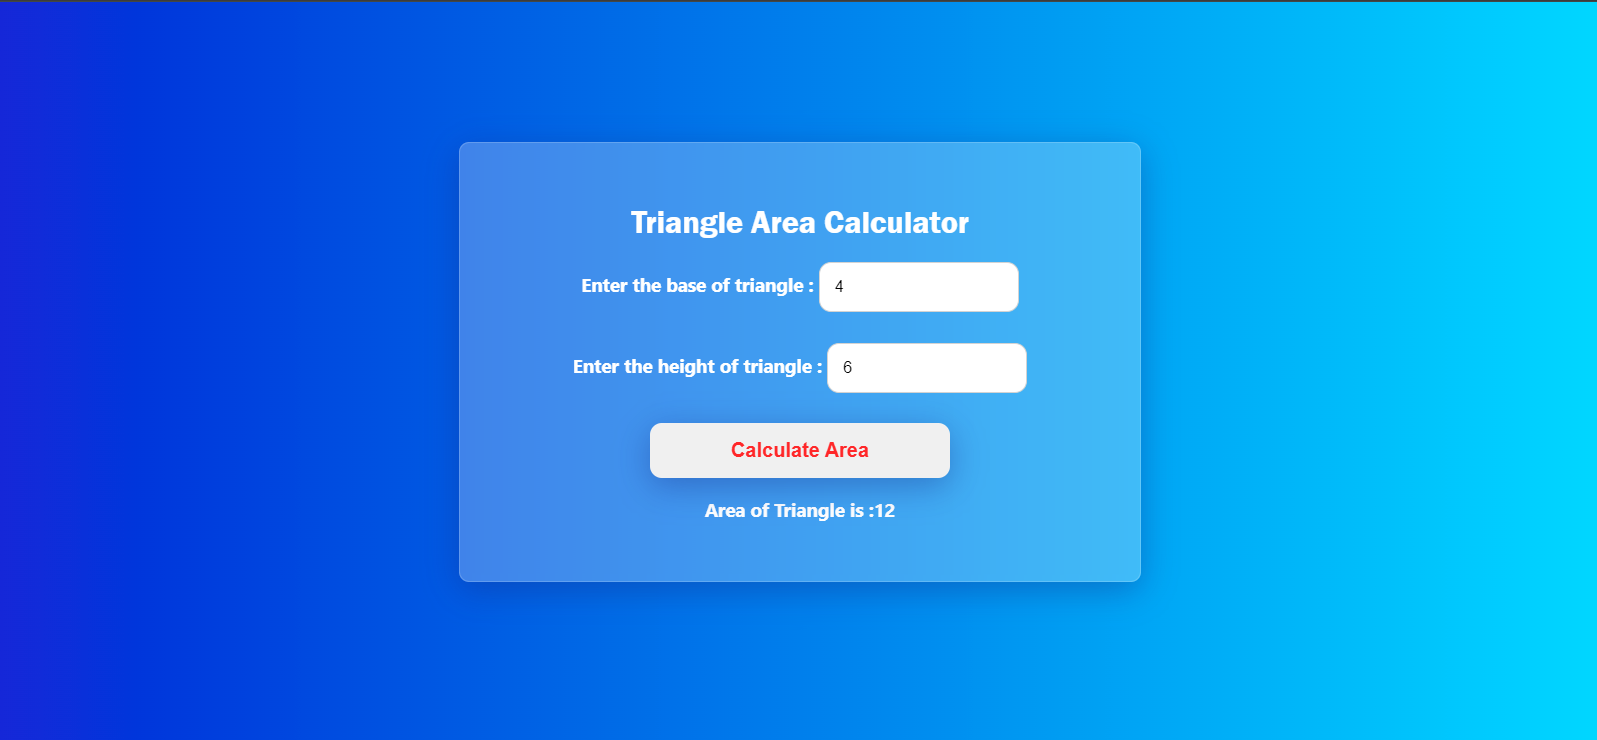 Triangle Area Calculator
Enter the base of triangle : 4
Enter the height of triangle : 6
Calculate Area
Area of Triangle is :12